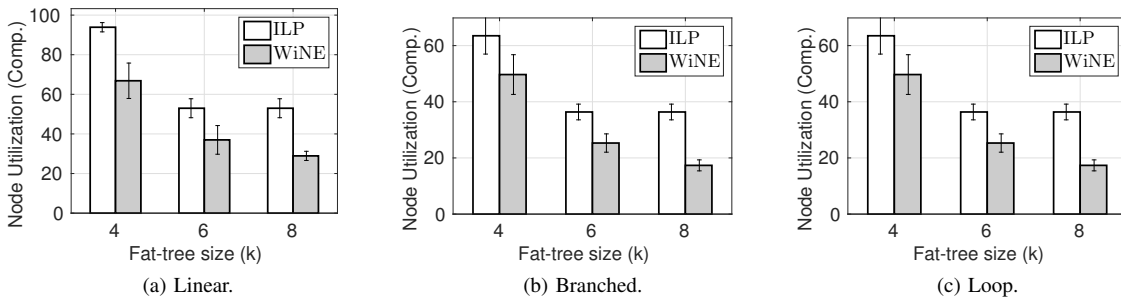 Node Utilization (Comp.)
100
80
60
40
20
0
4
6
8
Fat-tree size (k)
ILP
WiNE
(a) Linear.
Node Utilization (Comp.)
60
40
20
0
4
6
8
Fat-tree size (k)
ILP
WiNE
(b) Branched.
Node Utilization (Comp.)
60
40
20
0
4
6
8
Fat-tree size (k)
ILP
WiNE
(c) Loop.